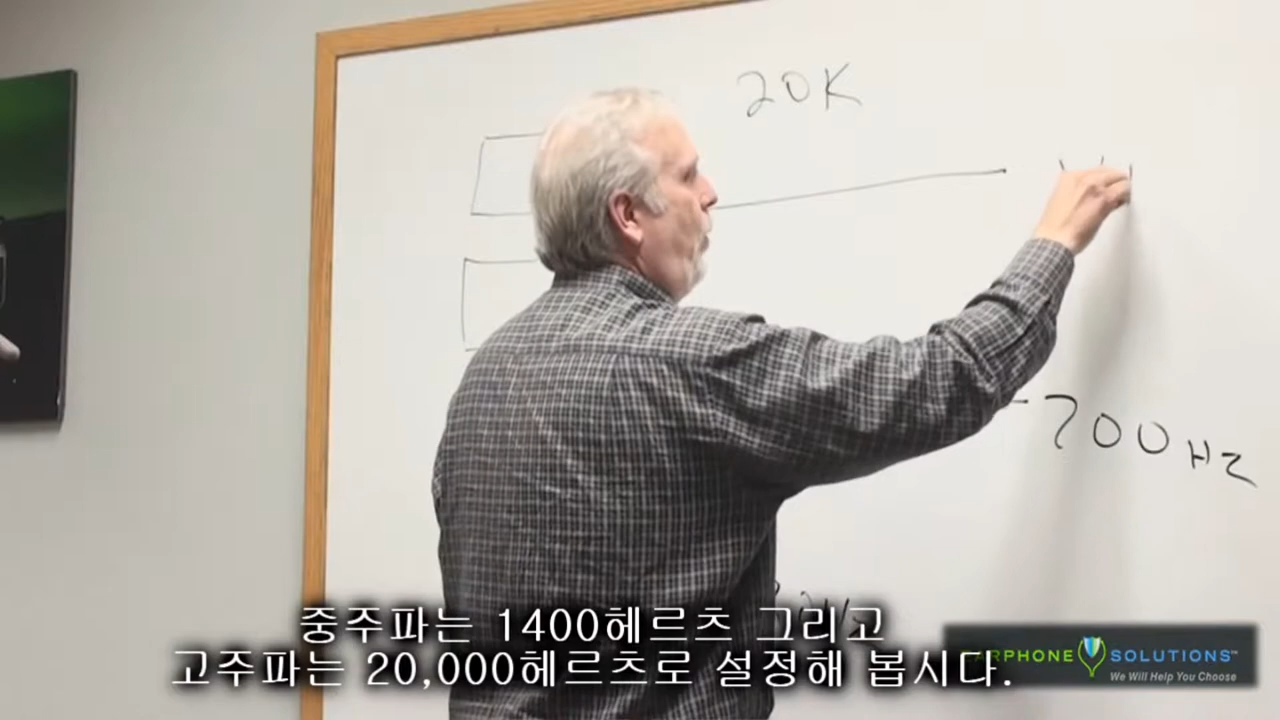 20K
700Hz
중주파는 1400헤르츠 그리고
고주파는 20,000헤르츠로 설정해 봅시다.
EARPHONE SOLUTIONS™
We Will Help You Choose